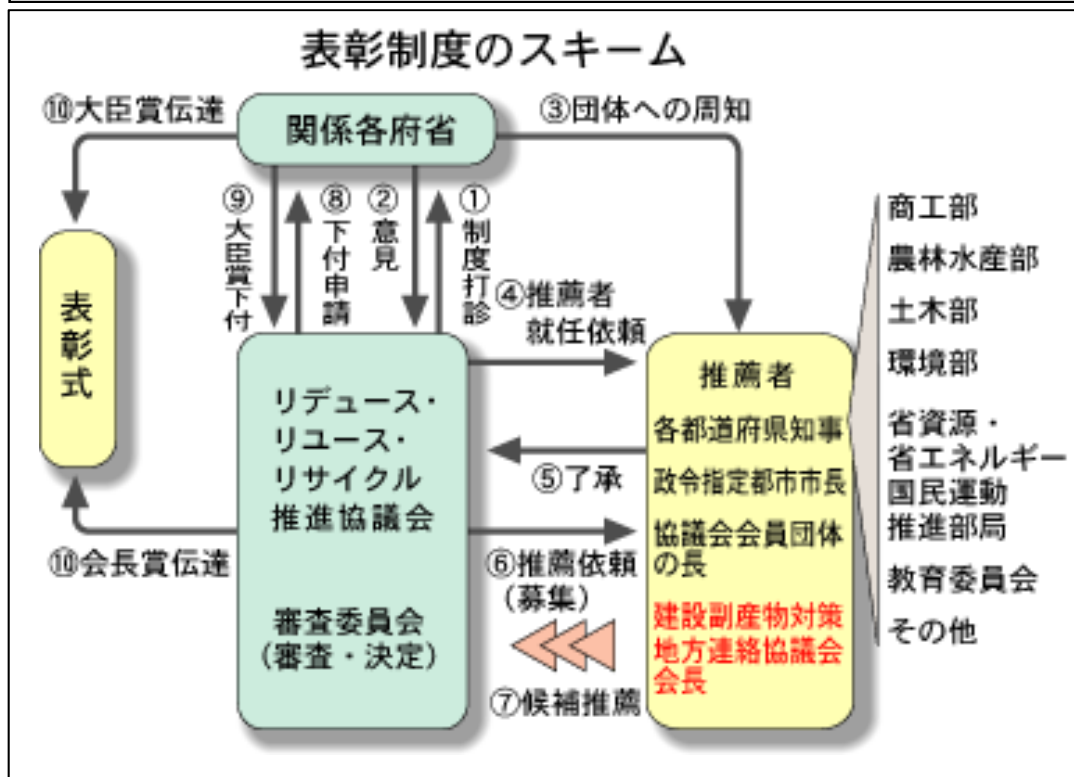 表彰制度のスキーム
⑩大臣賞伝達
関係各府省
③団体への周知
⑨大臣賞下付
⑧下付申請
②意見
①制度打診
④推薦者
就任依頼
表彰式
リデュース・
リユース・
リサイクル
推進協議会
審査委員会
(審査・決定)
⑤了承
⑥推薦依頼
(募集)
⑦候補推薦
⑩会長賞伝達
推薦者
各都道府県知事
政令指定都市市長
協議会会員団体
の長
建設副産物対策
地方連絡協議会
会長
商工部
農林水産部
土木部
環境部
省資源・
省エネルギー
国民運動
推進部局
教育委員会
その他